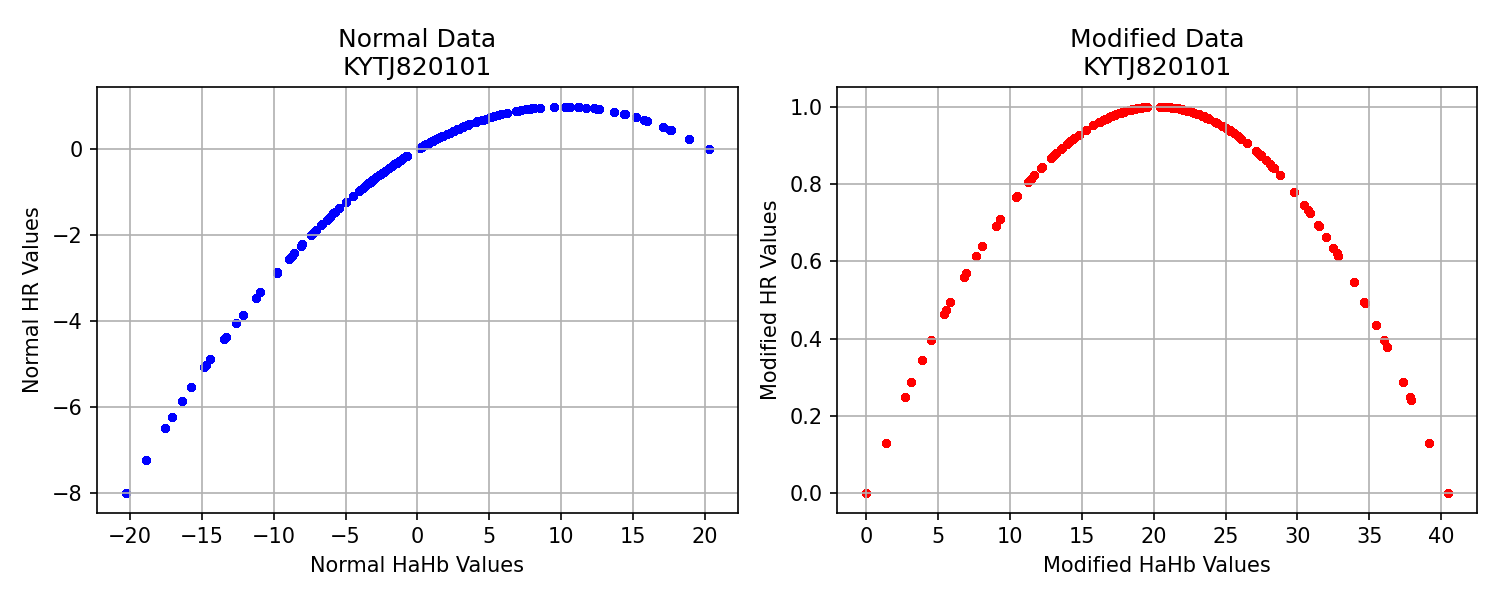 Normal Data
KYTJ820101
Normal HR Values
0
−2
−4
−6
−8
−20 −15 −10 −5 0 5 10 15 20
Normal HaHb Values
Modified Data
KYTJ820101
Modified HR Values
1.0
0.8
0.6
0.4
0.2
0.0
0 5 10 15 20 25 30 35 40
Modified HaHb Values